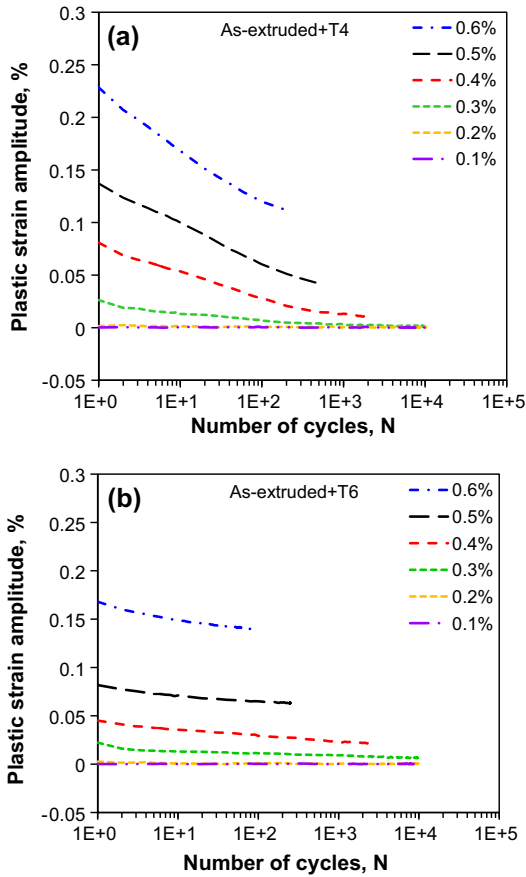 (a)
As-extruded+T4
0.6%
0.5%
0.4%
0.3%
0.2%
0.1%
Plastic strain amplitude, %
0.3
0.25
0.2
0.15
0.1
0.05
0
-0.05
1E+0 1E+1 1E+2 1E+3 1E+4 1E+5
Number of cycles, N
(b)
As-extruded+T6
0.6%
0.5%
0.4%
0.3%
0.2%
0.1%
Plastic strain amplitude, %
0.3
0.25
0.2
0.15
0.1
0.05
0
-0.05
1E+0 1E+1 1E+2 1E+3 1E+4 1E+5
Number of cycles, N